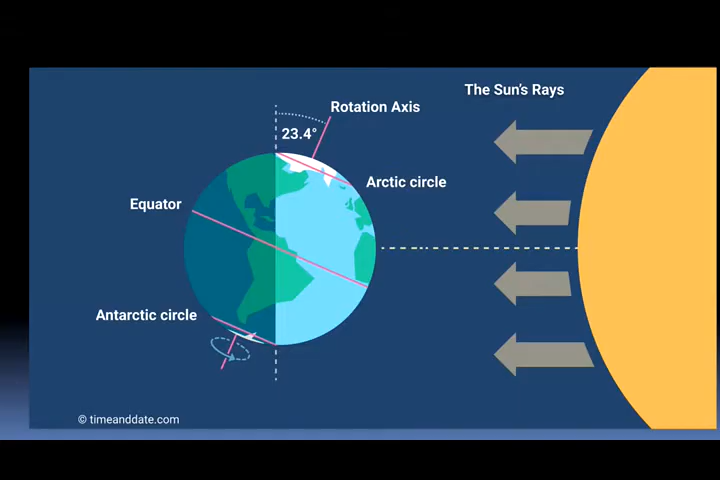 The Sun's Rays
Rotation Axis
23.4°
Arctic circle
Equator
Antarctic circle
© timeanddate.com